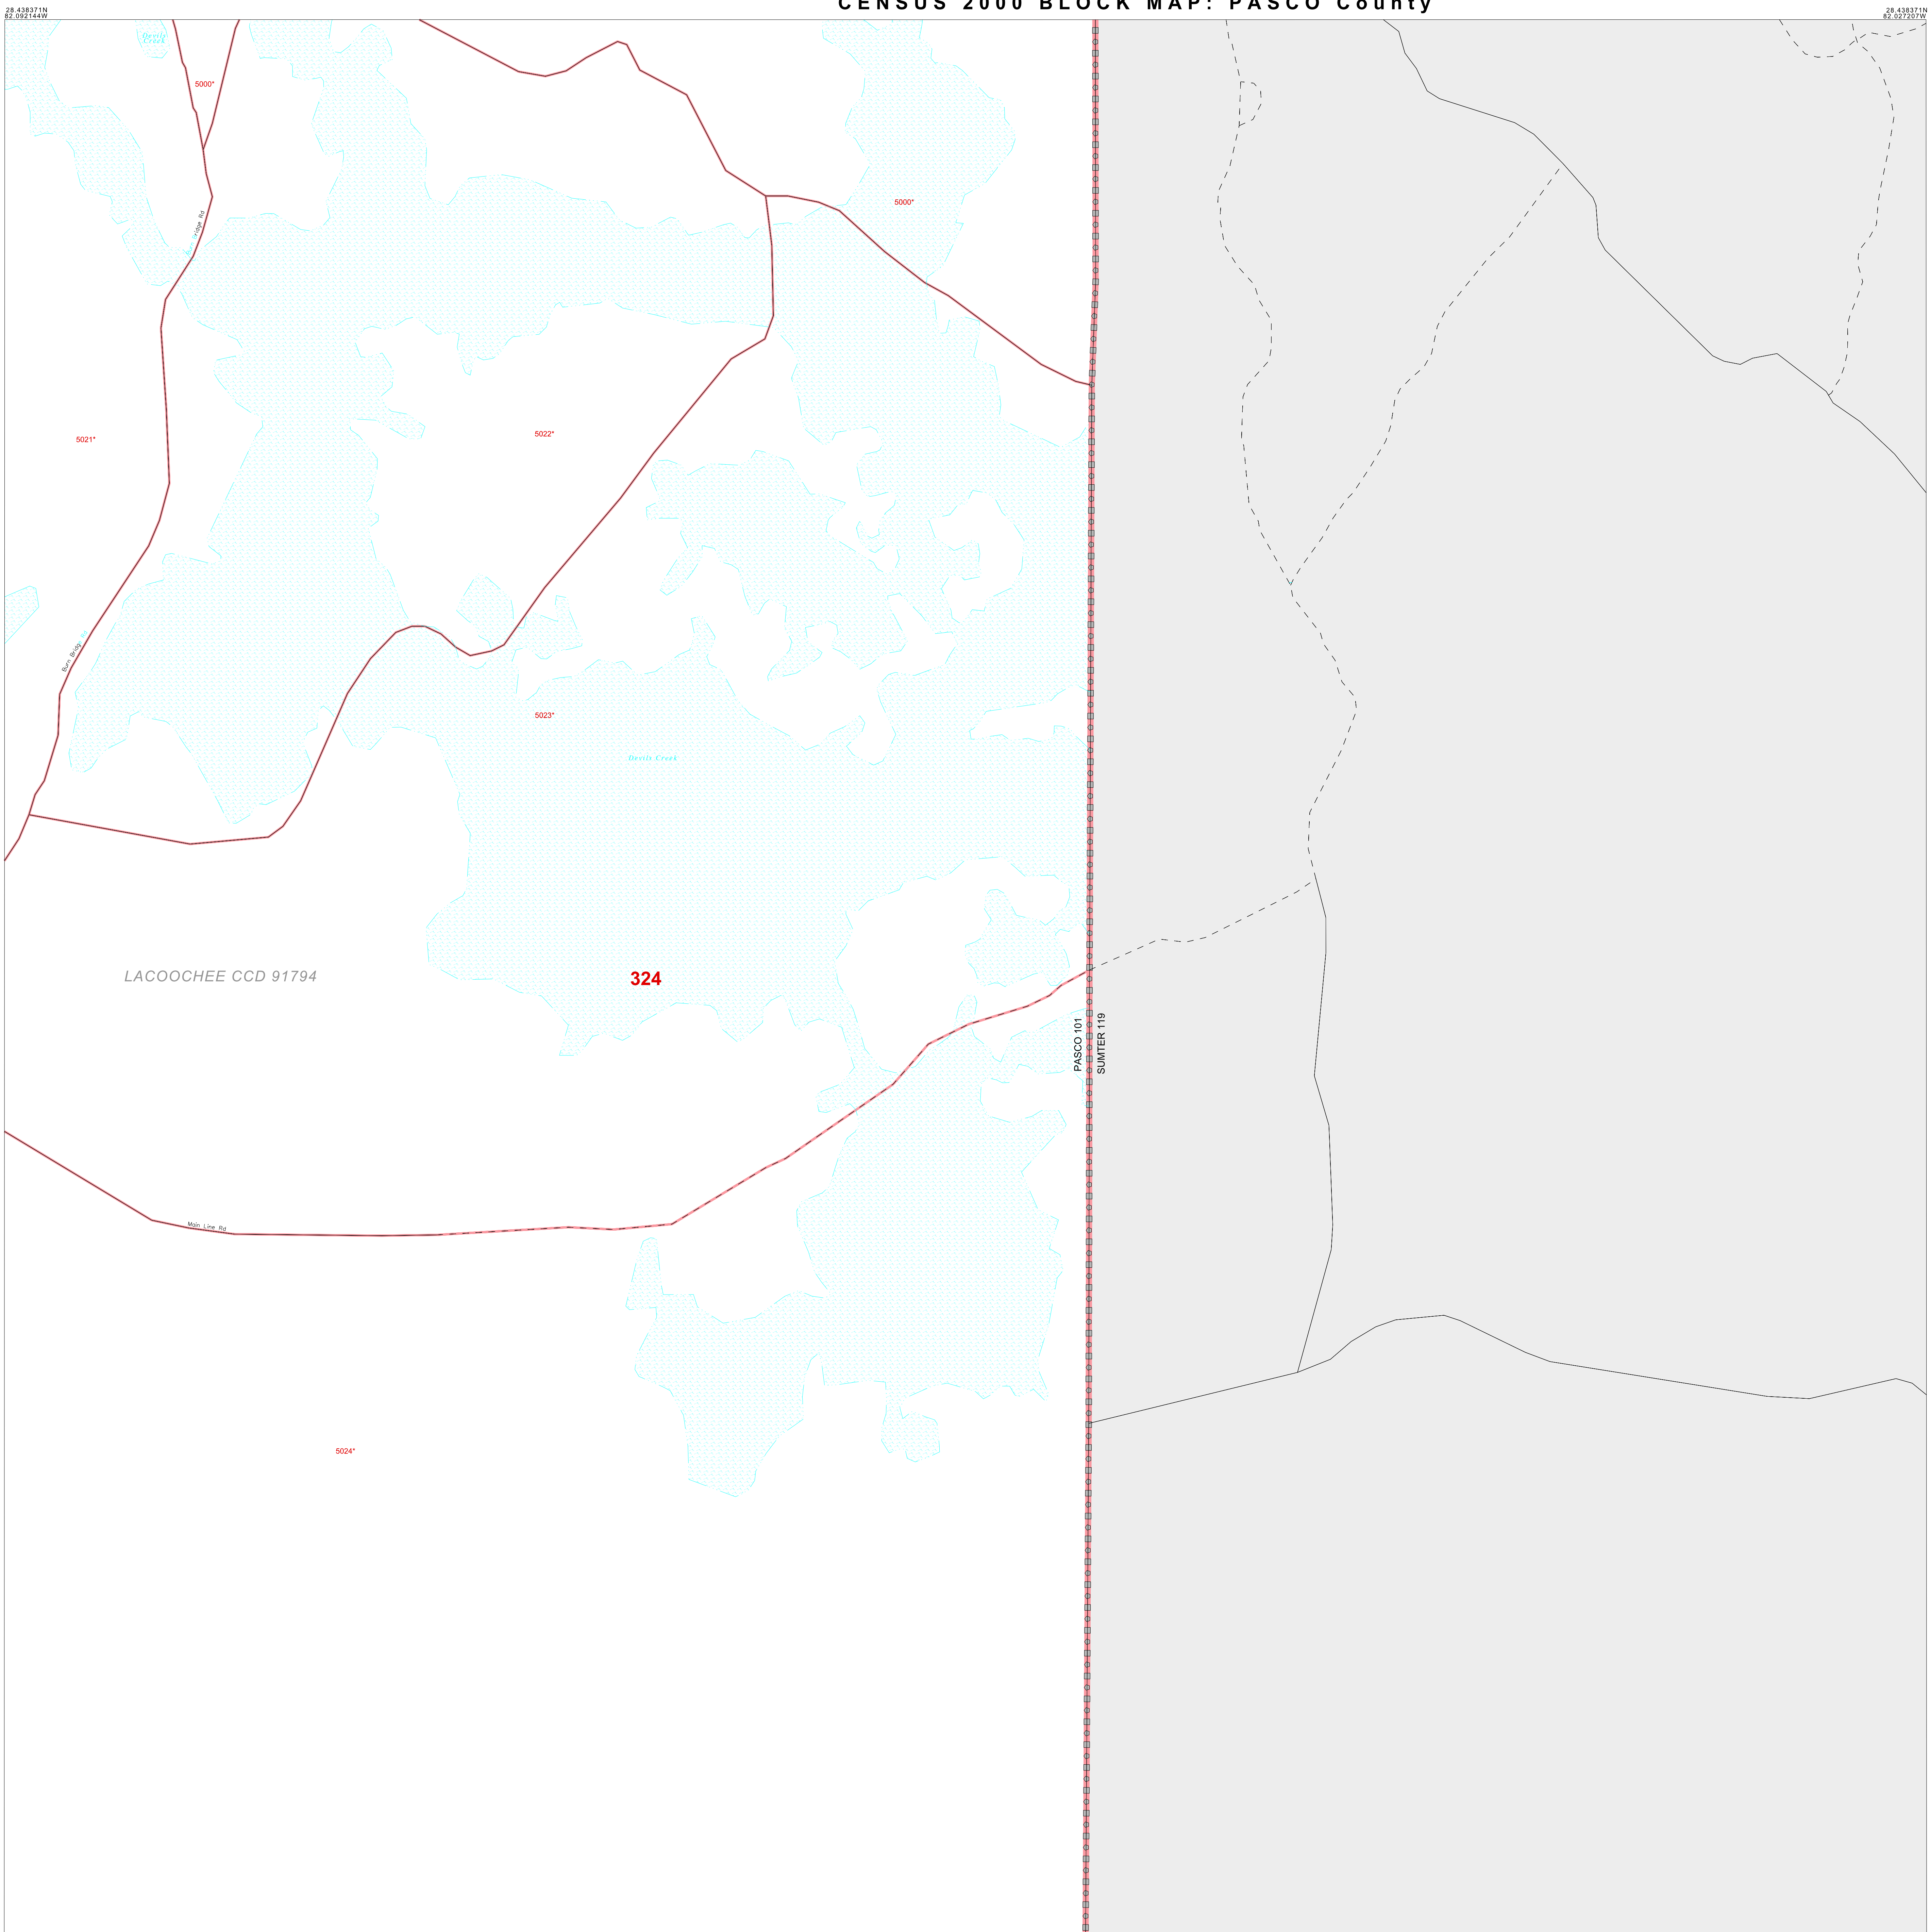 CENSUS 2000 BLOCK MAP: PASCO County
28.438371N
82.092144W
28.438371N
82.027207W
Devils
Creek
5000*
5000*
Bridge Rd
5021*
5022*
Burn Bridge Rd
5023*
Devils Creek
LACOOCHEE CCD 91794
324
PASCO 101
SUMTER 119
Main Line Rd
5024*